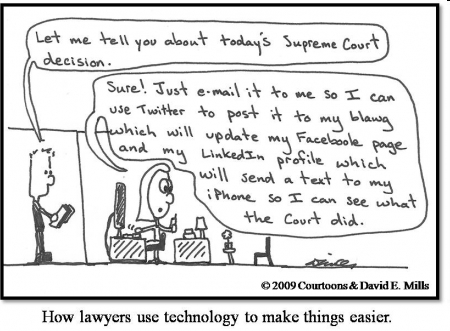 Let me tell you about today's Supreme Court
decision.
Sure! Just e-mail it to me so I can
use Twitter to post it to my blawg
which will update my Facebook page
and my LinkedIn profile which
will send a text to my
iPhone so I can see what
the Court did.
© 2009 Courtoons & David E. Mills
How lawyers use technology to make things easier.